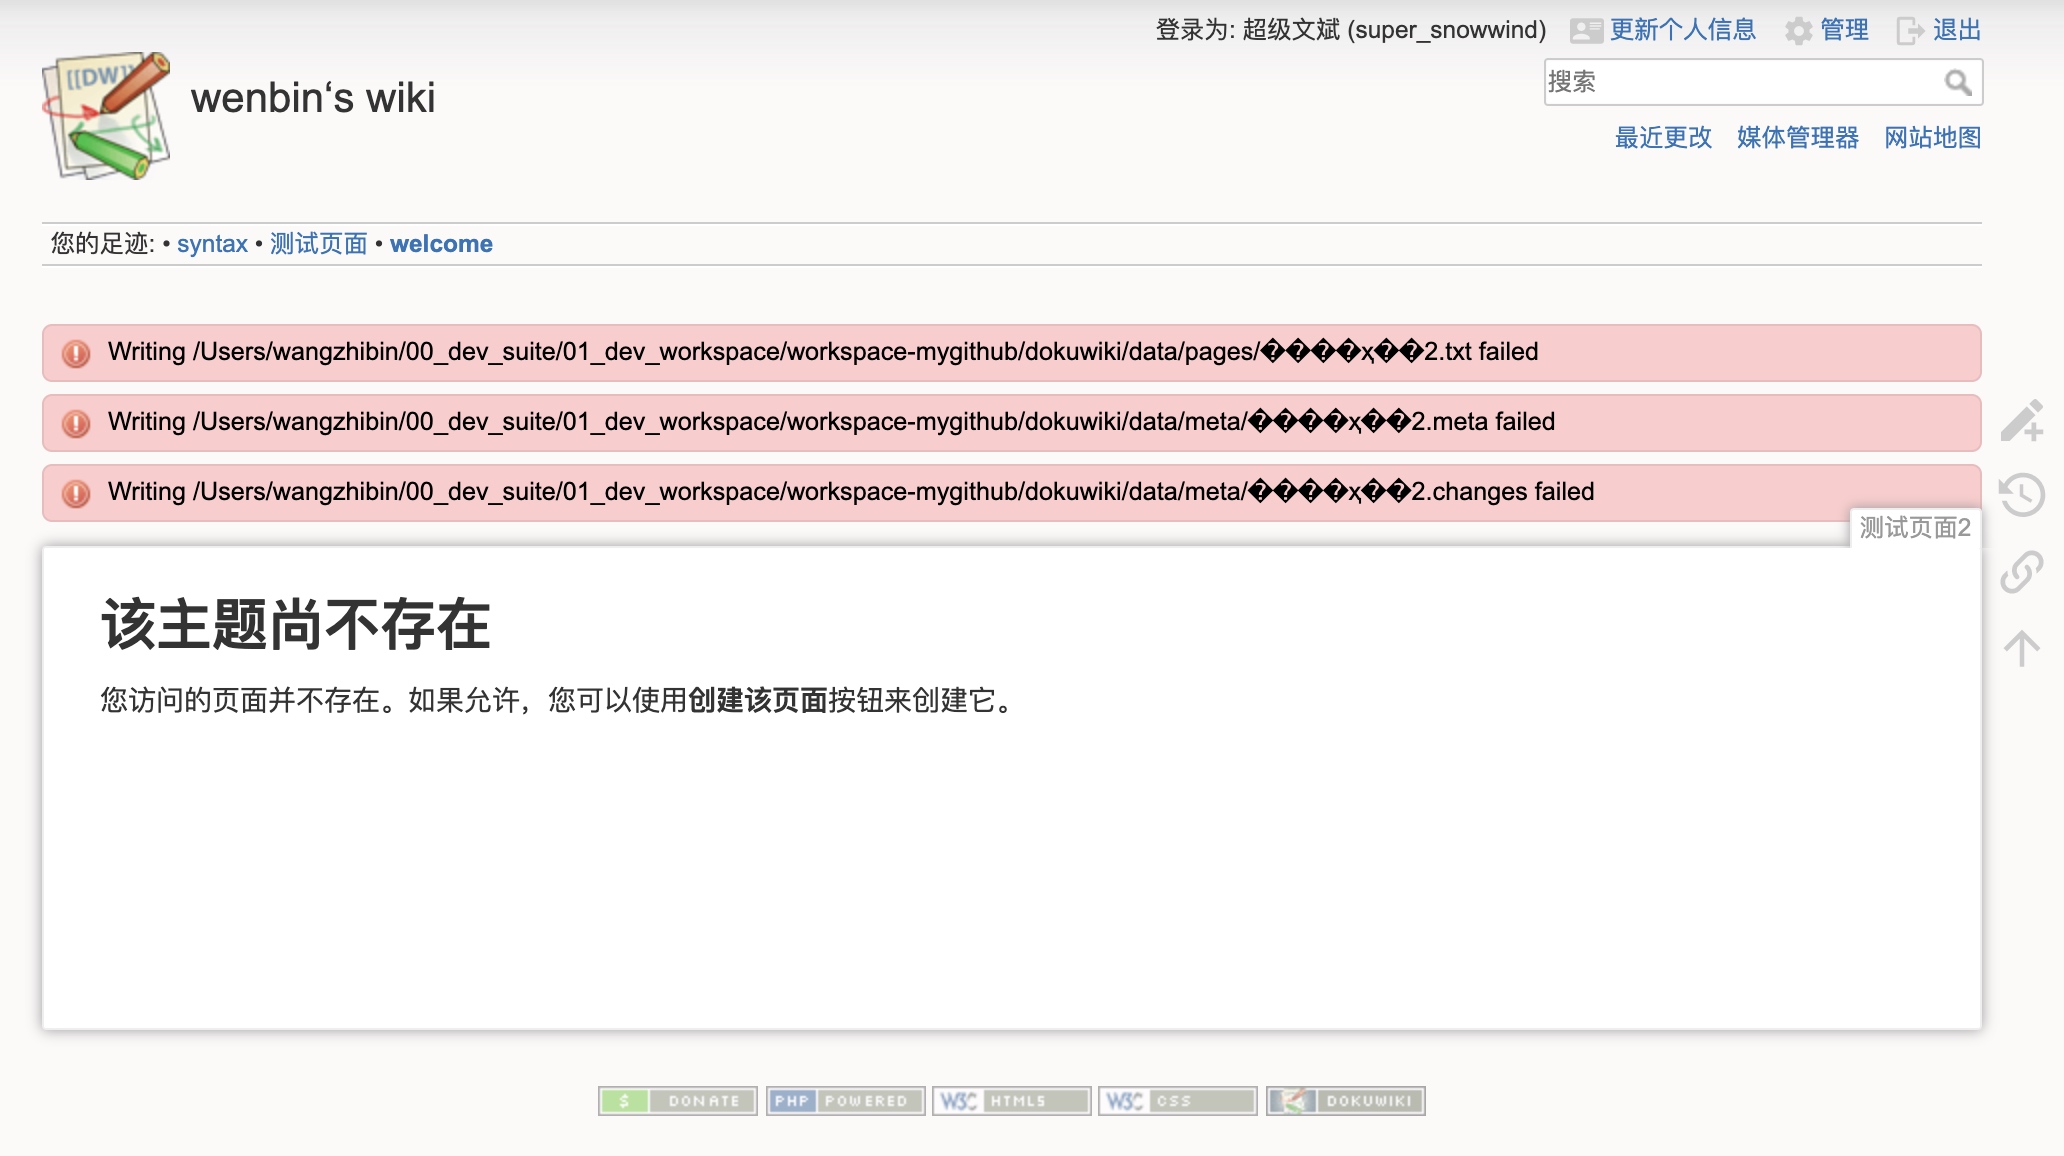 登录为: 超级文斌 (super_snowwind) 更新个人信息 管理 退出
[[DW]]
wenbin‘s wiki
搜索
最近更改 媒体管理器 网站地图
您的足迹: • syntax • 测试页面 • welcome
Writing /Users/wangzhibin/00_dev_suite/01_dev_workspace/workspace-mygithub/dokuwiki/data/pages/����ҳ��2.txt failed
Writing /Users/wangzhibin/00_dev_suite/01_dev_workspace/workspace-mygithub/dokuwiki/data/meta/����ҳ��2.meta failed
Writing /Users/wangzhibin/00_dev_suite/01_dev_workspace/workspace-mygithub/dokuwiki/data/meta/����ҳ��2.changes failed
测试页面2
该主题尚不存在
您访问的页面并不存在。如果允许，您可以使用创建该页面按钮来创建它。
$ DONATE PHP POWERED W3C HTML5 W3C CSS DOKUWIKI